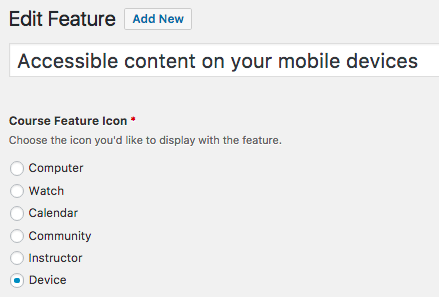 Edit Feature Add New
Accessible content on your mobile devices
Course Feature Icon *
Choose the icon you'd like to display with the feature.
Computer
Watch
Calendar
Community
Instructor
Device